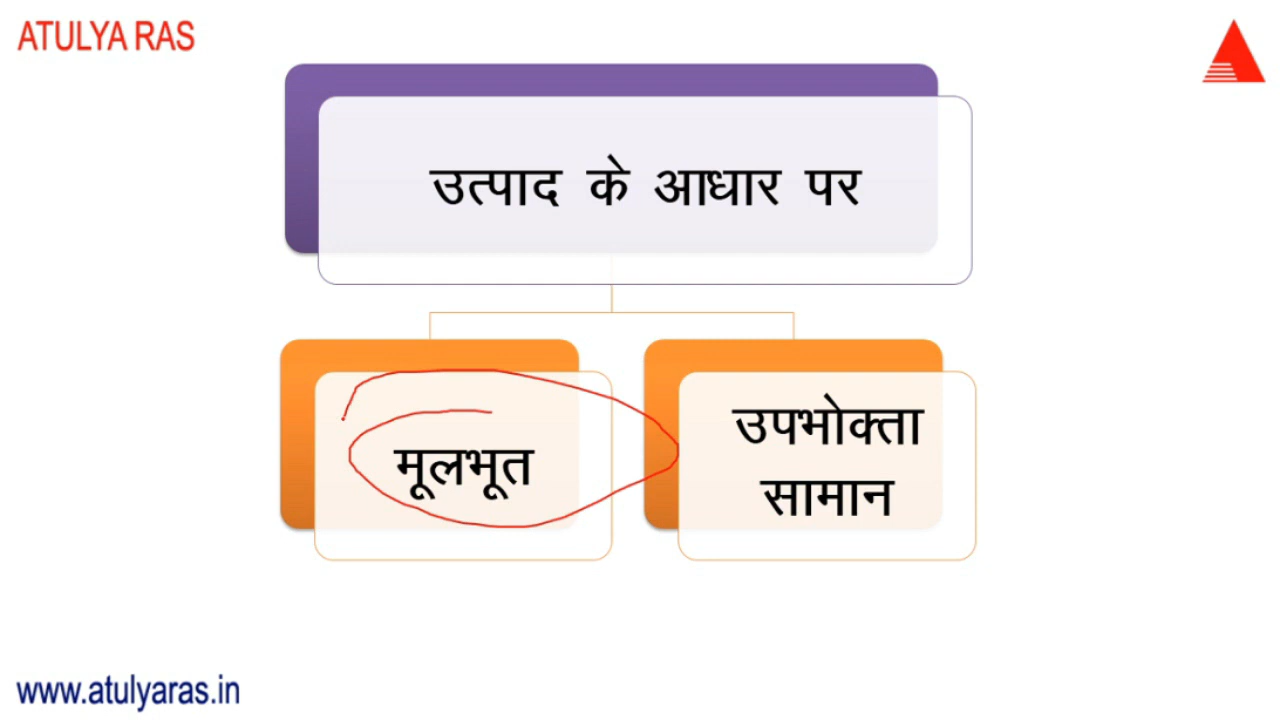 ATULYA RAS
उत्पाद के आधार पर
मूलभूत
उपभोक्ता
सामान
www.atulyaras.in